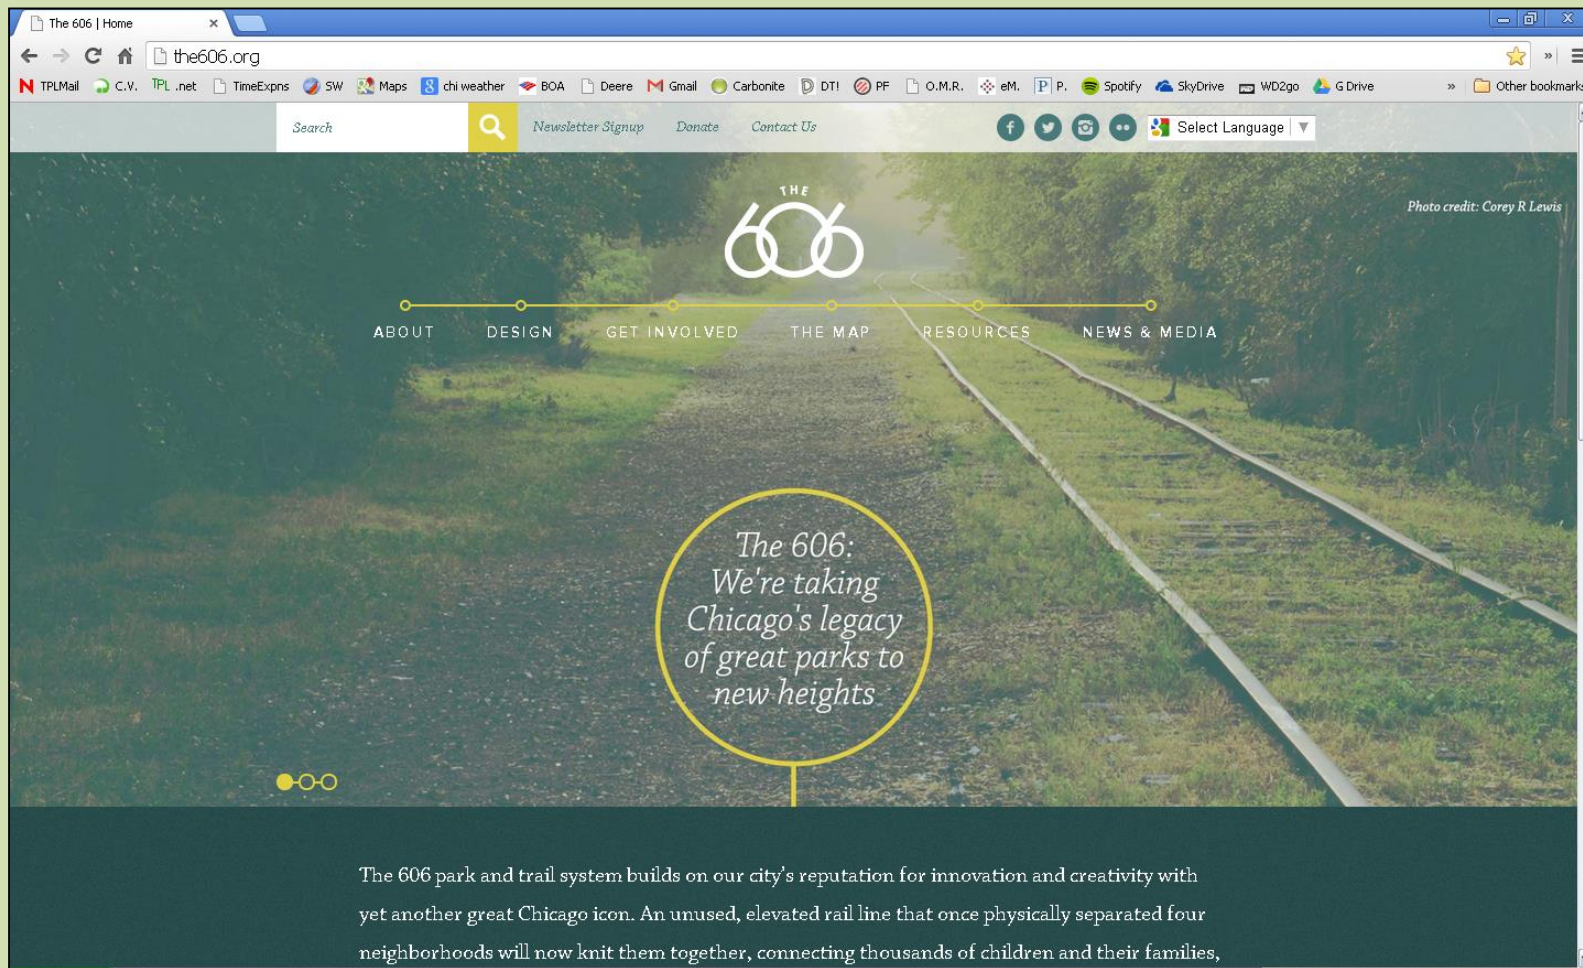 The 606 | Home
the606.org
TPLMail C.V. TPL .net TimeExpns SW Maps chi weather BOA Deere Gmail Carbonite DT! PF O.M.R. eM. P. Spotify SkyDrive WD2go G Drive » Other bookmarks
Search Newsletter Signup Donate Contact Us Select Language
THE
606
Photo credit: Corey R Lewis
ABOUT DESIGN GET INVOLVED THE MAP RESOURCES NEWS & MEDIA
The 606:
We're taking
Chicago's legacy
of great parks to
new heights
The 606 park and trail system builds on our city's reputation for innovation and creativity with
yet another great Chicago icon. An unused, elevated rail line that once physically separated four
neighborhoods will now knit them together, connecting thousands of children and their families,